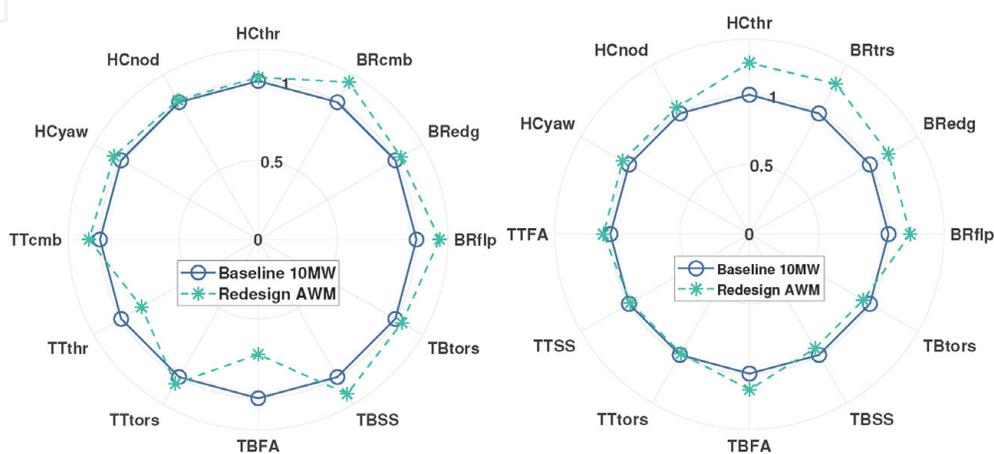 HCthr
HCnod
BRcmb
1
HCyaw
BRedg
0.5
TTcmb
0
BRflp
Baseline 10MW
Redesign AWM
TTthr
TBtors
TTtors
TBSS
TBFA
HCthr
HCnod
BRtrs
1
HCyaw
BRedg
0.5
TTFA
0
BRflp
Baseline 10MW
Redesign AWM
TTSS
TBtors
TTtors
TBSS
TBFA